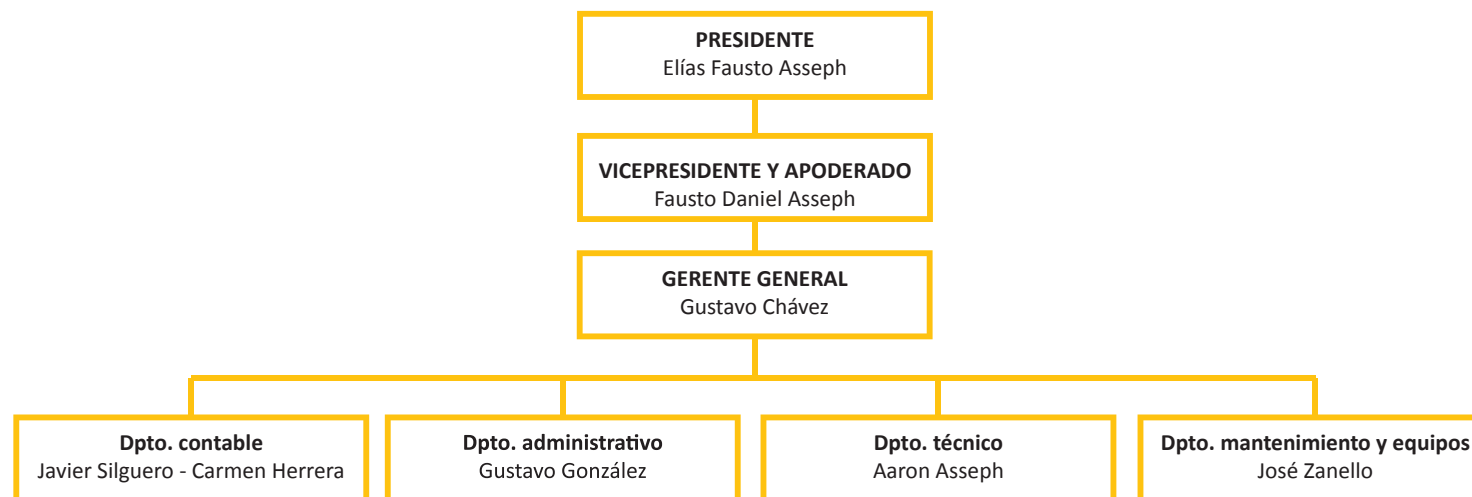 PRESIDENTE
Elías Fausto Asseph
VICEPRESIDENTE Y APODERADO
Fausto Daniel Asseph
GERENTE GENERAL
Gustavo Chávez
Dpto. contable
Javier Silguero - Carmen Herrera
Dpto. administrativo
Gustavo González
Dpto. técnico
Aaron Asseph
Dpto. mantenimiento y equipos
José Zanello